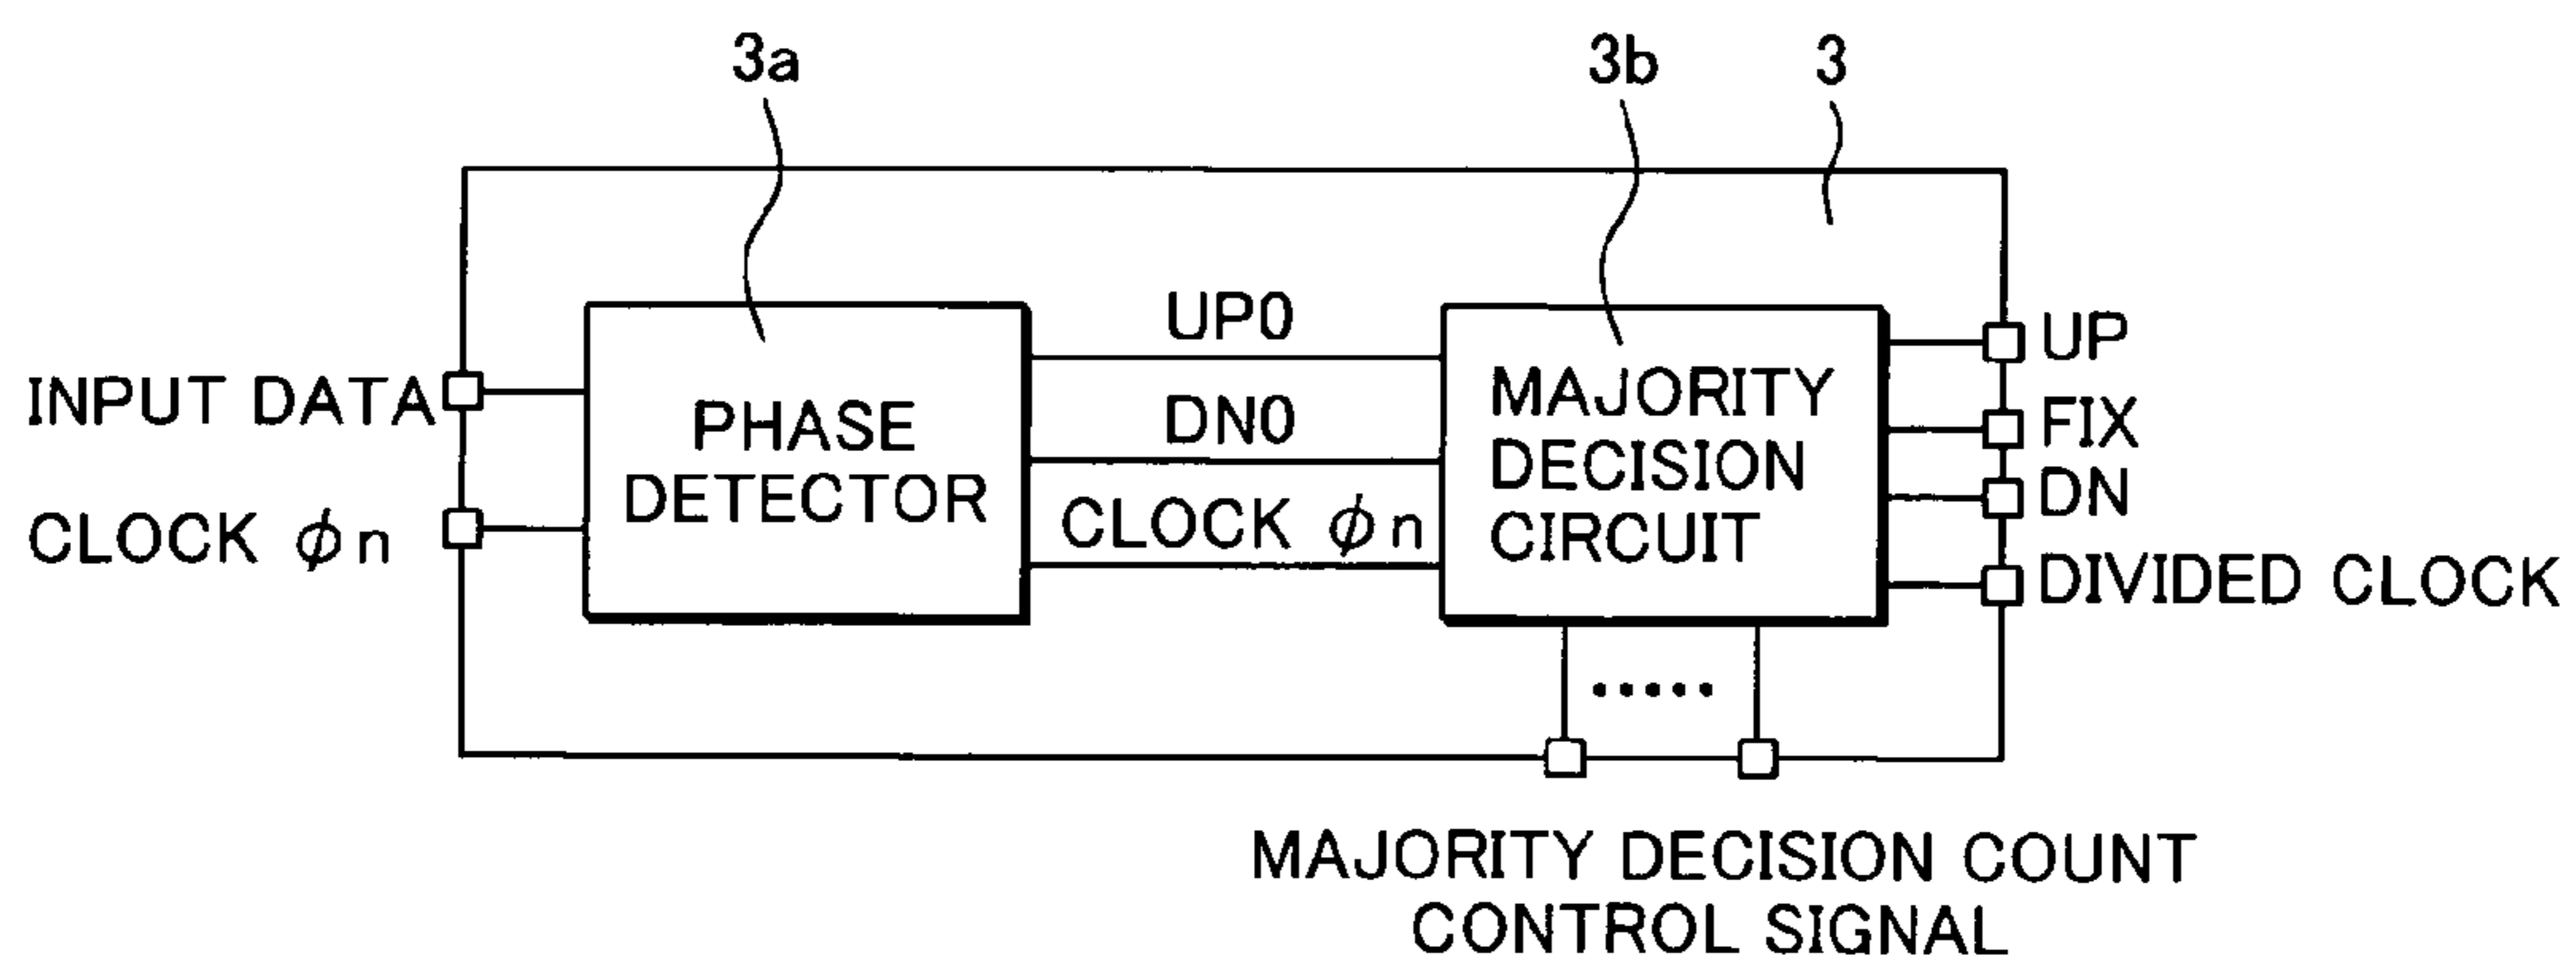 3a
3b
3
INPUT DATA
CLOCK ϕn
PHASE
DETECTOR
UP0
DN0
CLOCK ϕn
MAJORITY
DECISION
CIRCUIT
UP
FIX
DN
DIVIDED CLOCK
MAJORITY DECISION COUNT
CONTROL SIGNAL